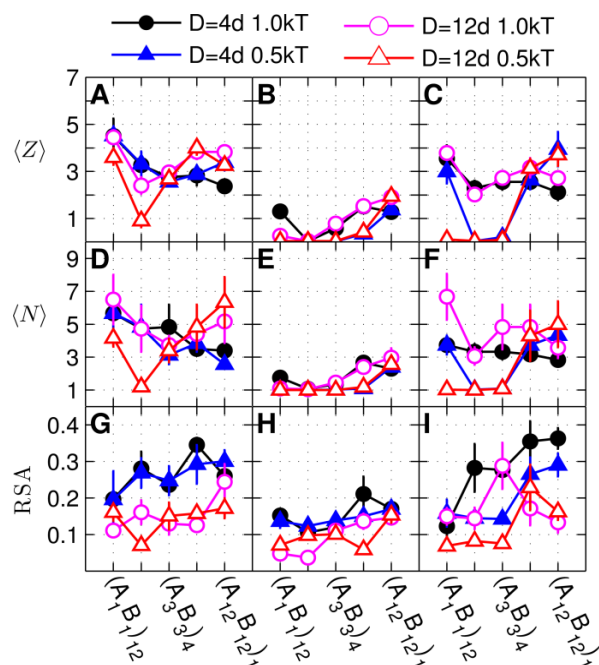 D=4d 1.0kT D=12d 1.0kT
D=4d 0.5kT D=12d 0.5kT
7 A B C
⟨Z⟩ 5
3
1
9 D E F
⟨N⟩ 7
5
3
1
0.4 G H I
RSA 0.3
0.2
0.1
(A₁B₁)₁₂ (A₃B₃)₄ (A₁₂B₁₂)₁ (A₁B₁)₁₂ (A₃B₃)₄ (A₁₂B₁₂)₁ (A₁B₁)₁₂ (A₃B₃)₄ (A₁₂B₁₂)₁